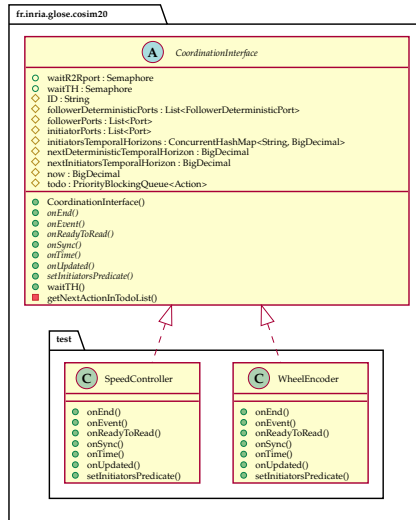 fr.inria.glose.cosim20
A CoordinationInterface
waitR2Rport : Semaphore
waitTH : Semaphore
ID : String
followerDeterministicPorts : List<FollowerDeterministicPort>
followerPorts : List<Port>
initiatorPorts : List<Port>
initiatorsTemporalHorizons : ConcurrentHashMap<String, BigDecimal>
nextDeterministicTemporalHorizon : BigDecimal
nextInitiatorsTemporalHorizon : BigDecimal
now : BigDecimal
todo : PriorityBlockingQueue<Action>
CoordinationInterface()
onEnd()
onEvent()
onReadyToRead()
onSync()
onTime()
onUpdated()
setInitiatorsPredicate()
waitTH()
getNextActionInTodoList()
test
C SpeedController
onEnd()
onEvent()
onReadyToRead()
onSync()
onTime()
onUpdated()
setInitiatorsPredicate()
C WheelEncoder
onEnd()
onEvent()
onReadyToRead()
onSync()
onTime()
onUpdated()
setInitiatorsPredicate()